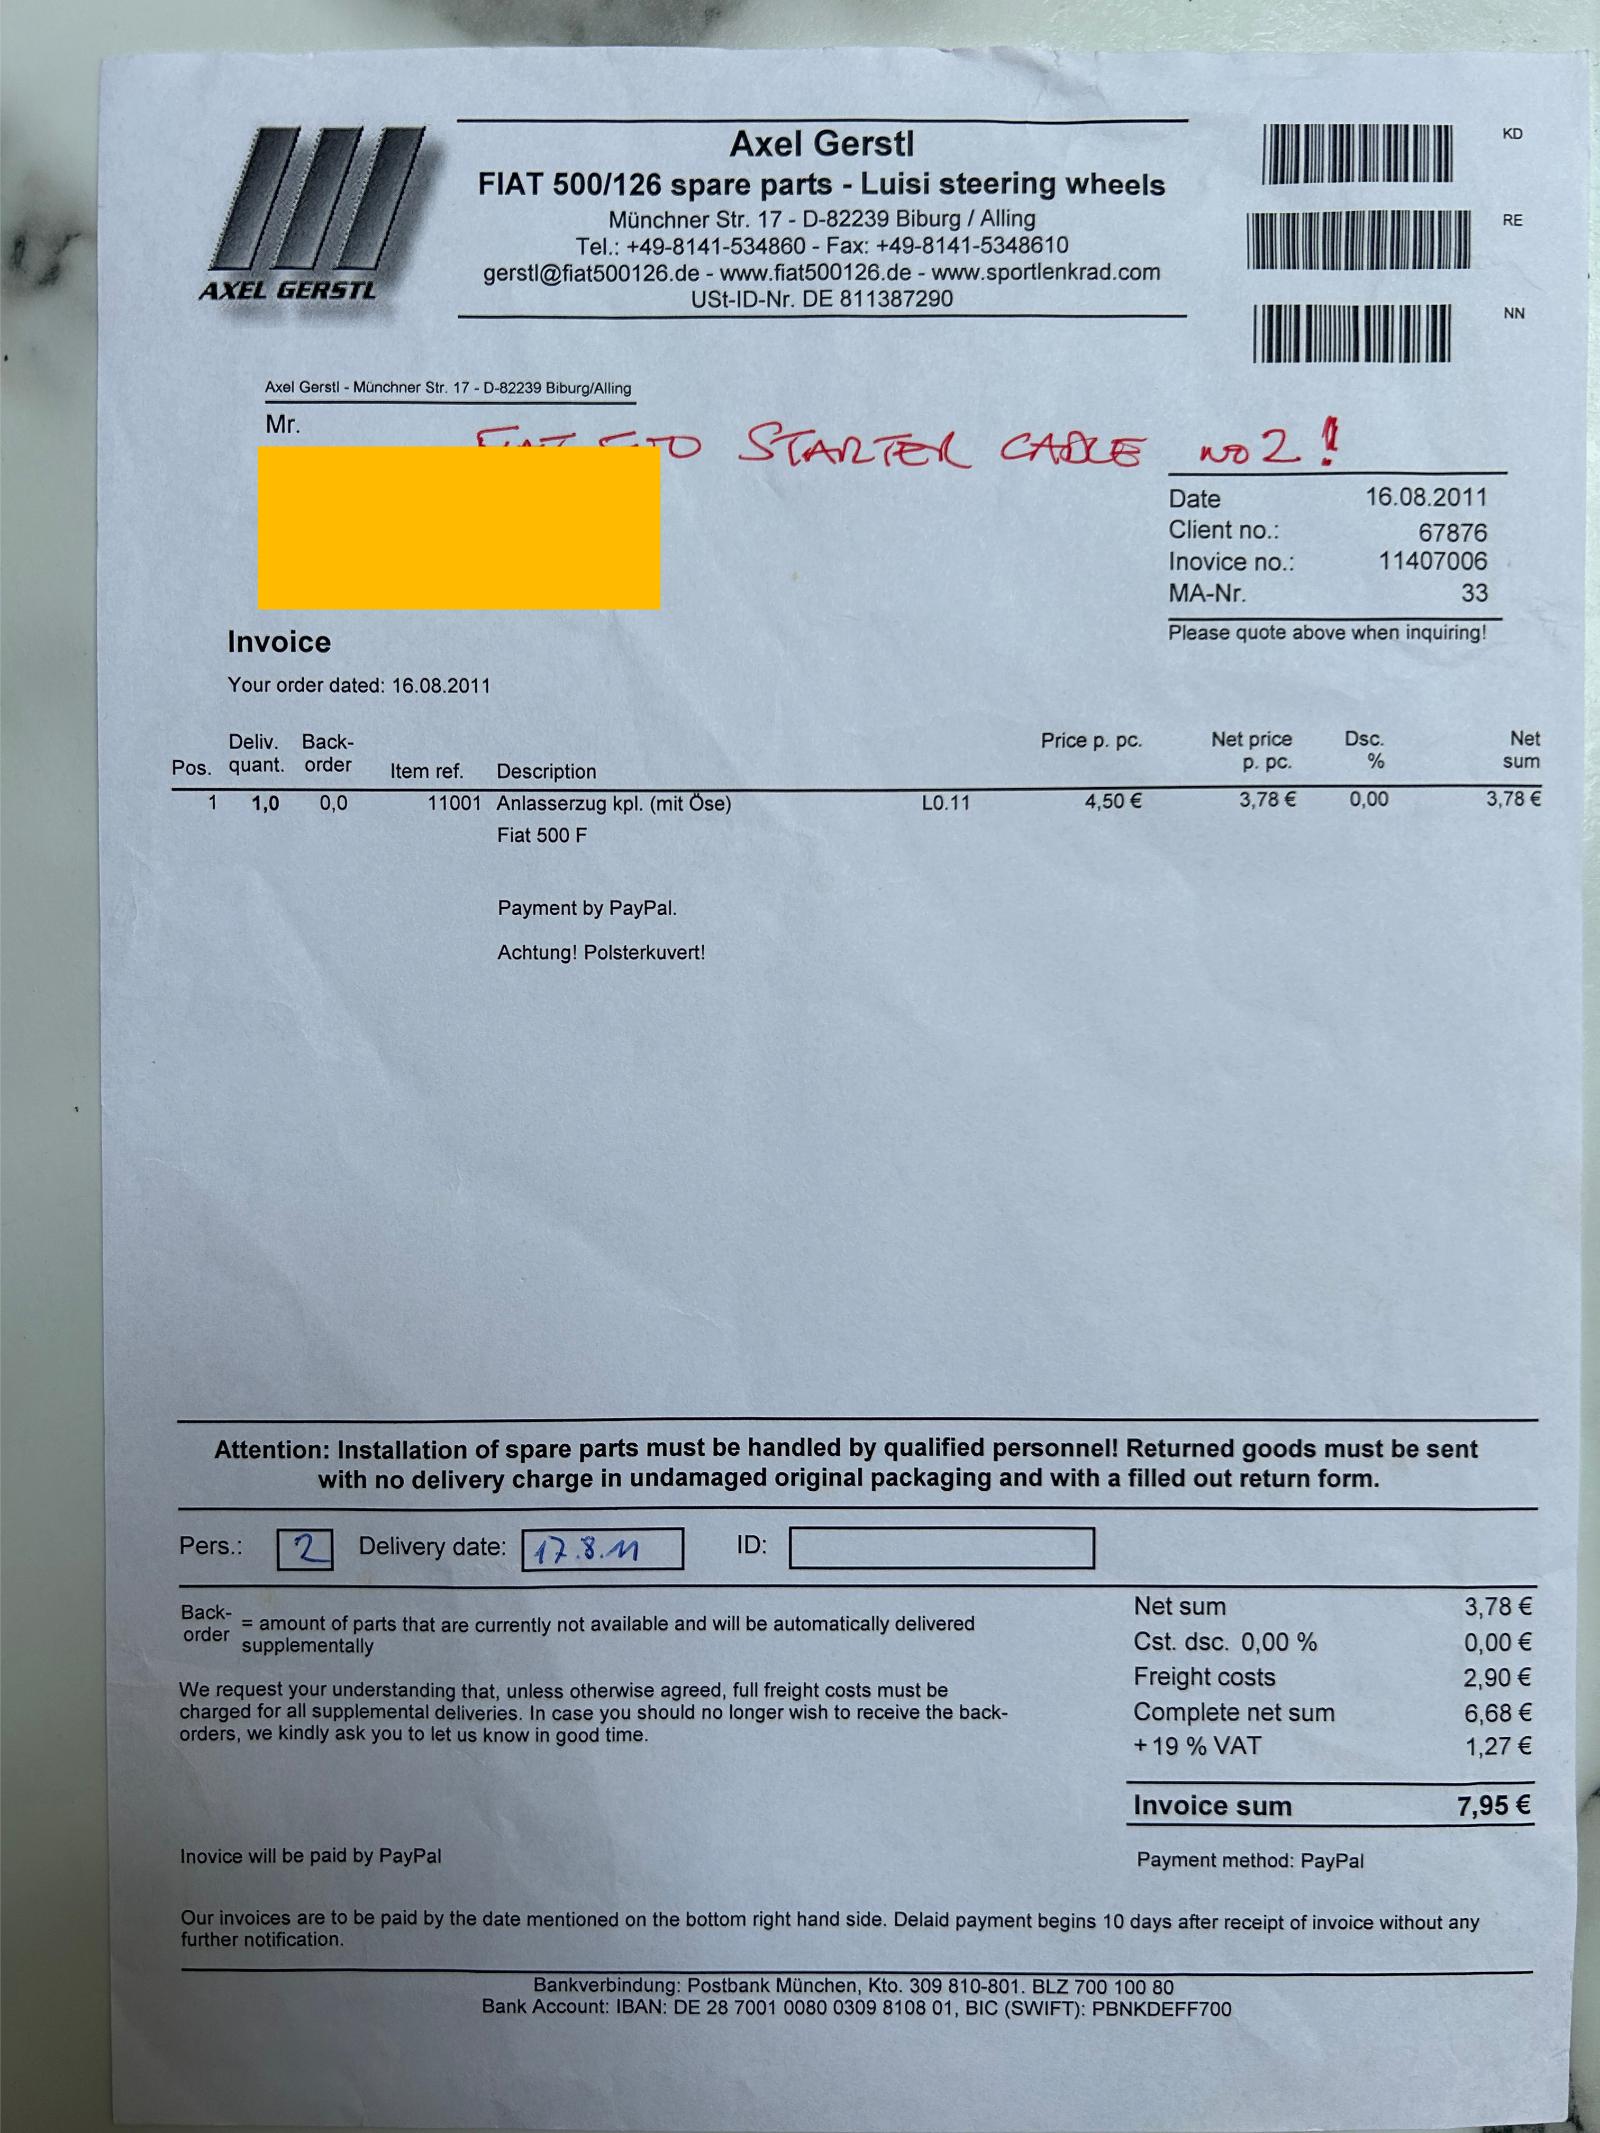 AXEL GERSTL
Axel Gerstl
FIAT 500/126 spare parts - Luisi steering wheels
Münchner Str. 17 - D-82239 Biburg / Alling
Tel.: +49-8141-534860 - Fax: +49-8141-5348610
gerstl@fiat500126.de - www.fiat500126.de - www.sportlenkrad.com
USt-ID-Nr. DE 811387290
KD
RE
NN
Axel Gerstl - Münchner Str. 17 - D-82239 Biburg/Alling
Mr.
STARTER CABLE NO 2!
Date 16.08.2011
Client no.: 67876
Inovice no.: 11407006
MA-Nr. 33
Please quote above when inquiring!
Invoice
Your order dated: 16.08.2011
Pos. Deliv. quant. Back-order Item ref. Description Price p. pc. Net price p. pc. Dsc. % Net sum
1 1,0 0,0 11001 Anlasserzug kpl. (mit Öse) L0.11 4,50 € 3,78 € 0,00 3,78 €
Fiat 500 F
Payment by PayPal.
Achtung! Polsterkuvert!
Attention: Installation of spare parts must be handled by qualified personnel! Returned goods must be sent
with no delivery charge in undamaged original packaging and with a filled out return form.
Pers.: 2 Delivery date: 17.8.11 ID:
Back-order = amount of parts that are currently not available and will be automatically delivered
supplementally
We request your understanding that, unless otherwise agreed, full freight costs must be
charged for all supplemental deliveries. In case you should no longer wish to receive the back-
orders, we kindly ask you to let us know in good time.
Net sum 3,78 €
Cst. dsc. 0,00 % 0,00 €
Freight costs 2,90 €
Complete net sum 6,68 €
+ 19 % VAT 1,27 €
Invoice sum 7,95 €
Inovice will be paid by PayPal
Payment method: PayPal
Our invoices are to be paid by the date mentioned on the bottom right hand side. Delaid payment begins 10 days after receipt of invoice without any
further notification.
Bankverbindung: Postbank München, Kto. 309 810-801. BLZ 700 100 80
Bank Account: IBAN: DE 28 7001 0080 0309 8108 01, BIC (SWIFT): PBNKDEFF700